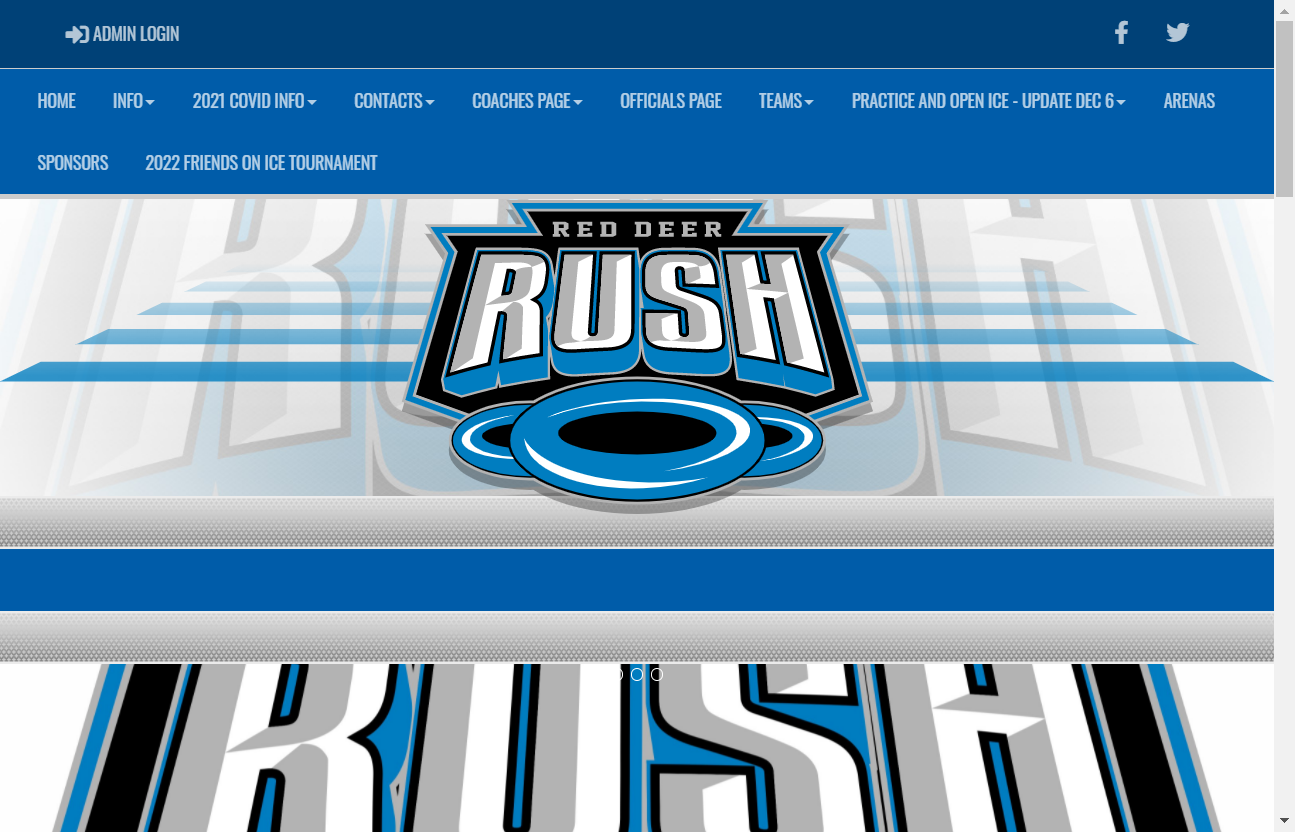 ADMIN LOGIN
HOME INFO 2021 COVID INFO CONTACTS COACHES PAGE OFFICIALS PAGE TEAMS PRACTICE AND OPEN ICE - UPDATE DEC 6 ARENAS
SPONSORS 2022 FRIENDS ON ICE TOURNAMENT
RED DEER
RUSH
RUSH